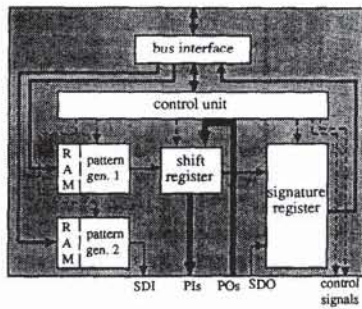 bus interface
control unit
R
A
M
pattern
gen. 1
shift
register
signature
register
R
A
M
pattern
gen. 2
SDI
PIs
POs
SDO
control
signals